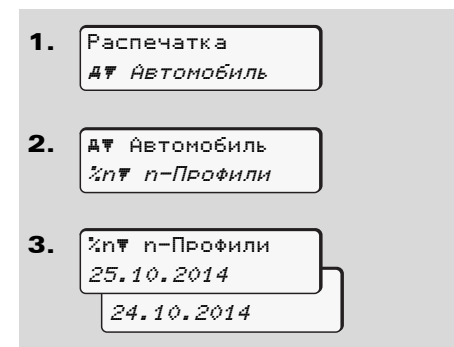 1. Распечатка
Д▼ Автомобиль
2. Д▼ Автомобиль
%n▼ n-Профили
3. %n▼ n-Профили
25.10.2014
24.10.2014